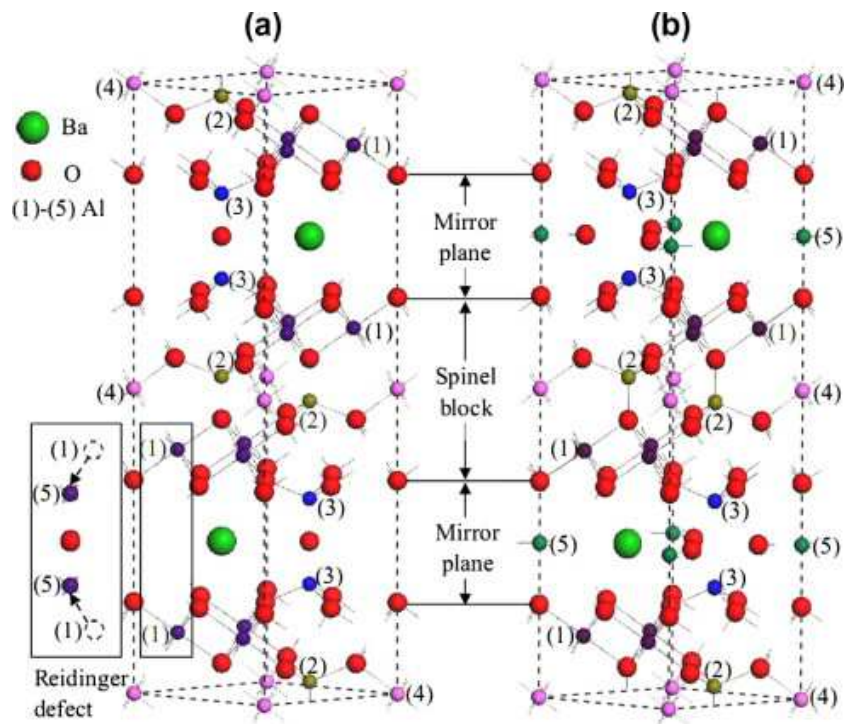 (a)
(b)
(4)
(4)
(2)
(2)
Ba
(1)
(1)
O
(1)-(5) Al
(3)
(3)
Mirror
plane
(5)
(3)
(3)
(1)
(1)
(2)
(2)
Spinel
block
(4)
(4)
(2)
(2)
(1)
(1)
(1)
(5)
(3)
(3)
Mirror
plane
(5)
(5)
(5)
(3)
(3)
(1)
(1)
(1)
(2)
(2)
Reidinger
defect
(4)
(4)